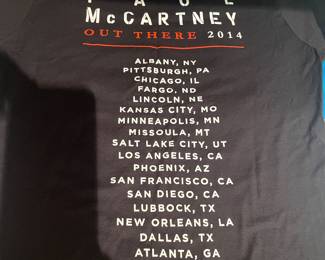 PAUL
McCARTNEY
OUT THERE 2014
ALBANY, NY
PITTSBURGH, PA
CHICAGO, IL
FARGO, ND
LINCOLN, NE
KANSAS CITY, MO
MINNEAPOLIS, MN
MISSOULA, MT
SALT LAKE CITY, UT
LOS ANGELES, CA
PHOENIX, AZ
SAN FRANCISCO, CA
SAN DIEGO, CA
LUBBOCK, TX
NEW ORLEANS, LA
DALLAS, TX
ATLANTA, GA